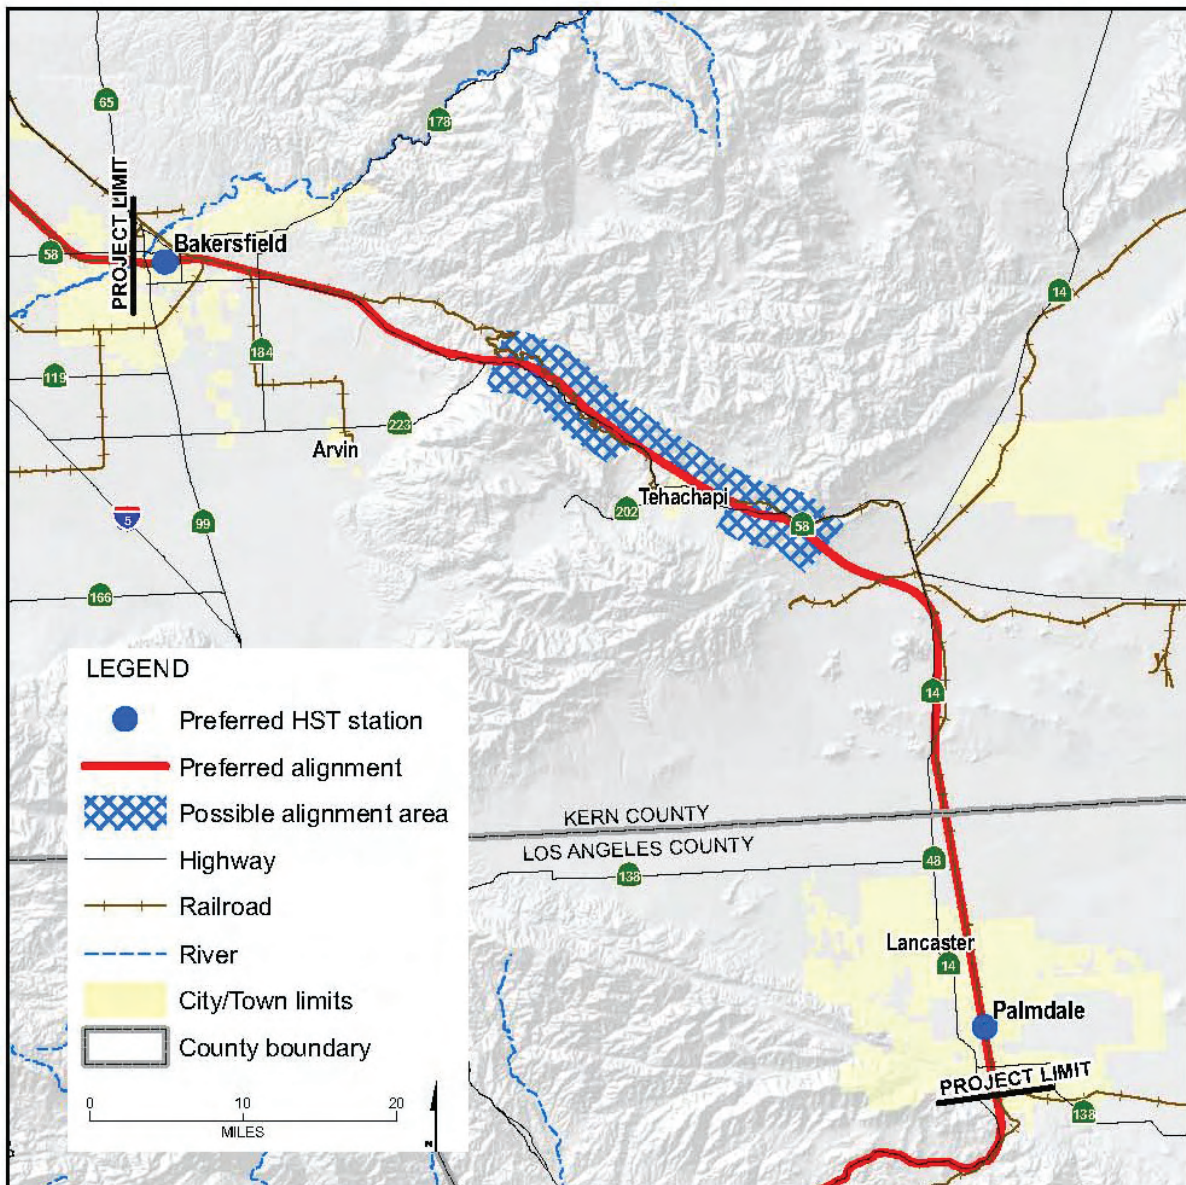 65
178
PROJECT LIMIT
58
Bakersfield
14
184
119
223
Arvin
Tehachapi
202
58
5
99
166
14
LEGEND
Preferred HST station
Preferred alignment
Possible alignment area
Highway
Railroad
River
City/Town limits
County boundary
0 10 20
MILES
N
KERN COUNTY
LOS ANGELES COUNTY
138
48
Lancaster
14
Palmdale
PROJECT LIMIT
138